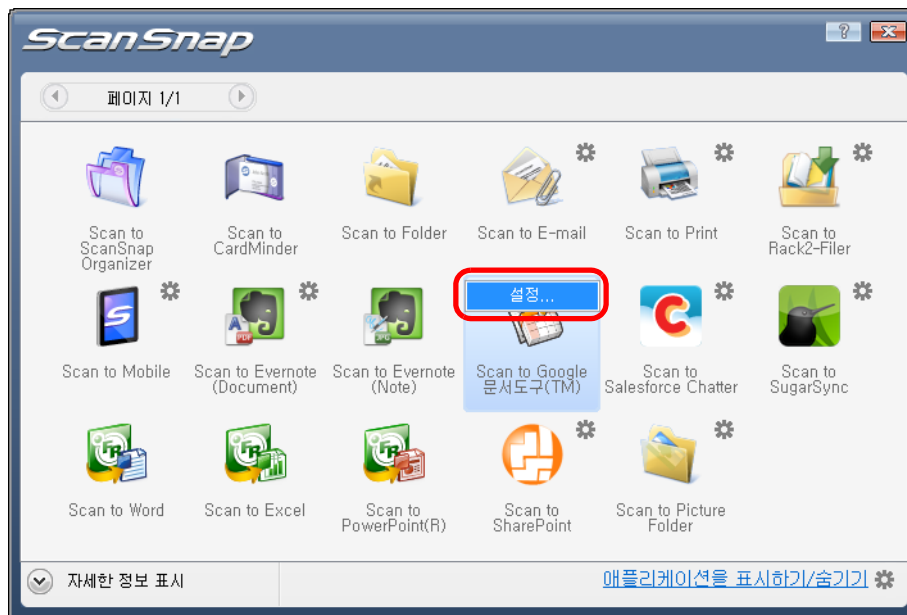 ScanSnap
?
페이지 1/1
Scan to
ScanSnap
Organizer
Scan to
CardMinder
Scan to Folder
Scan to E-mail
Scan to Print
Scan to
Rack2-Filer
설정...
Scan to Mobile
Scan to Evernote
(Document)
Scan to Evernote
(Note)
Scan to Google
문서도구(TM)
Scan to
Salesforce Chatter
Scan to
SugarSync
Scan to Word
Scan to Excel
Scan to
PowerPoint(R)
Scan to
SharePoint
Scan to Picture
Folder
자세한 정보 표시
애플리케이션을 표시하기/숨기기